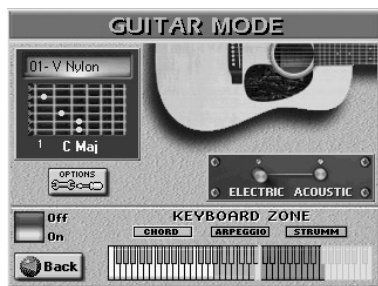 GUITAR MODE
01- V Nylon
1 C Maj
OPTIONS
ELECTRIC ACOUSTIC
Off
On
KEYBOARD ZONE
CHORD ARPEGGIO STRUMM
Back